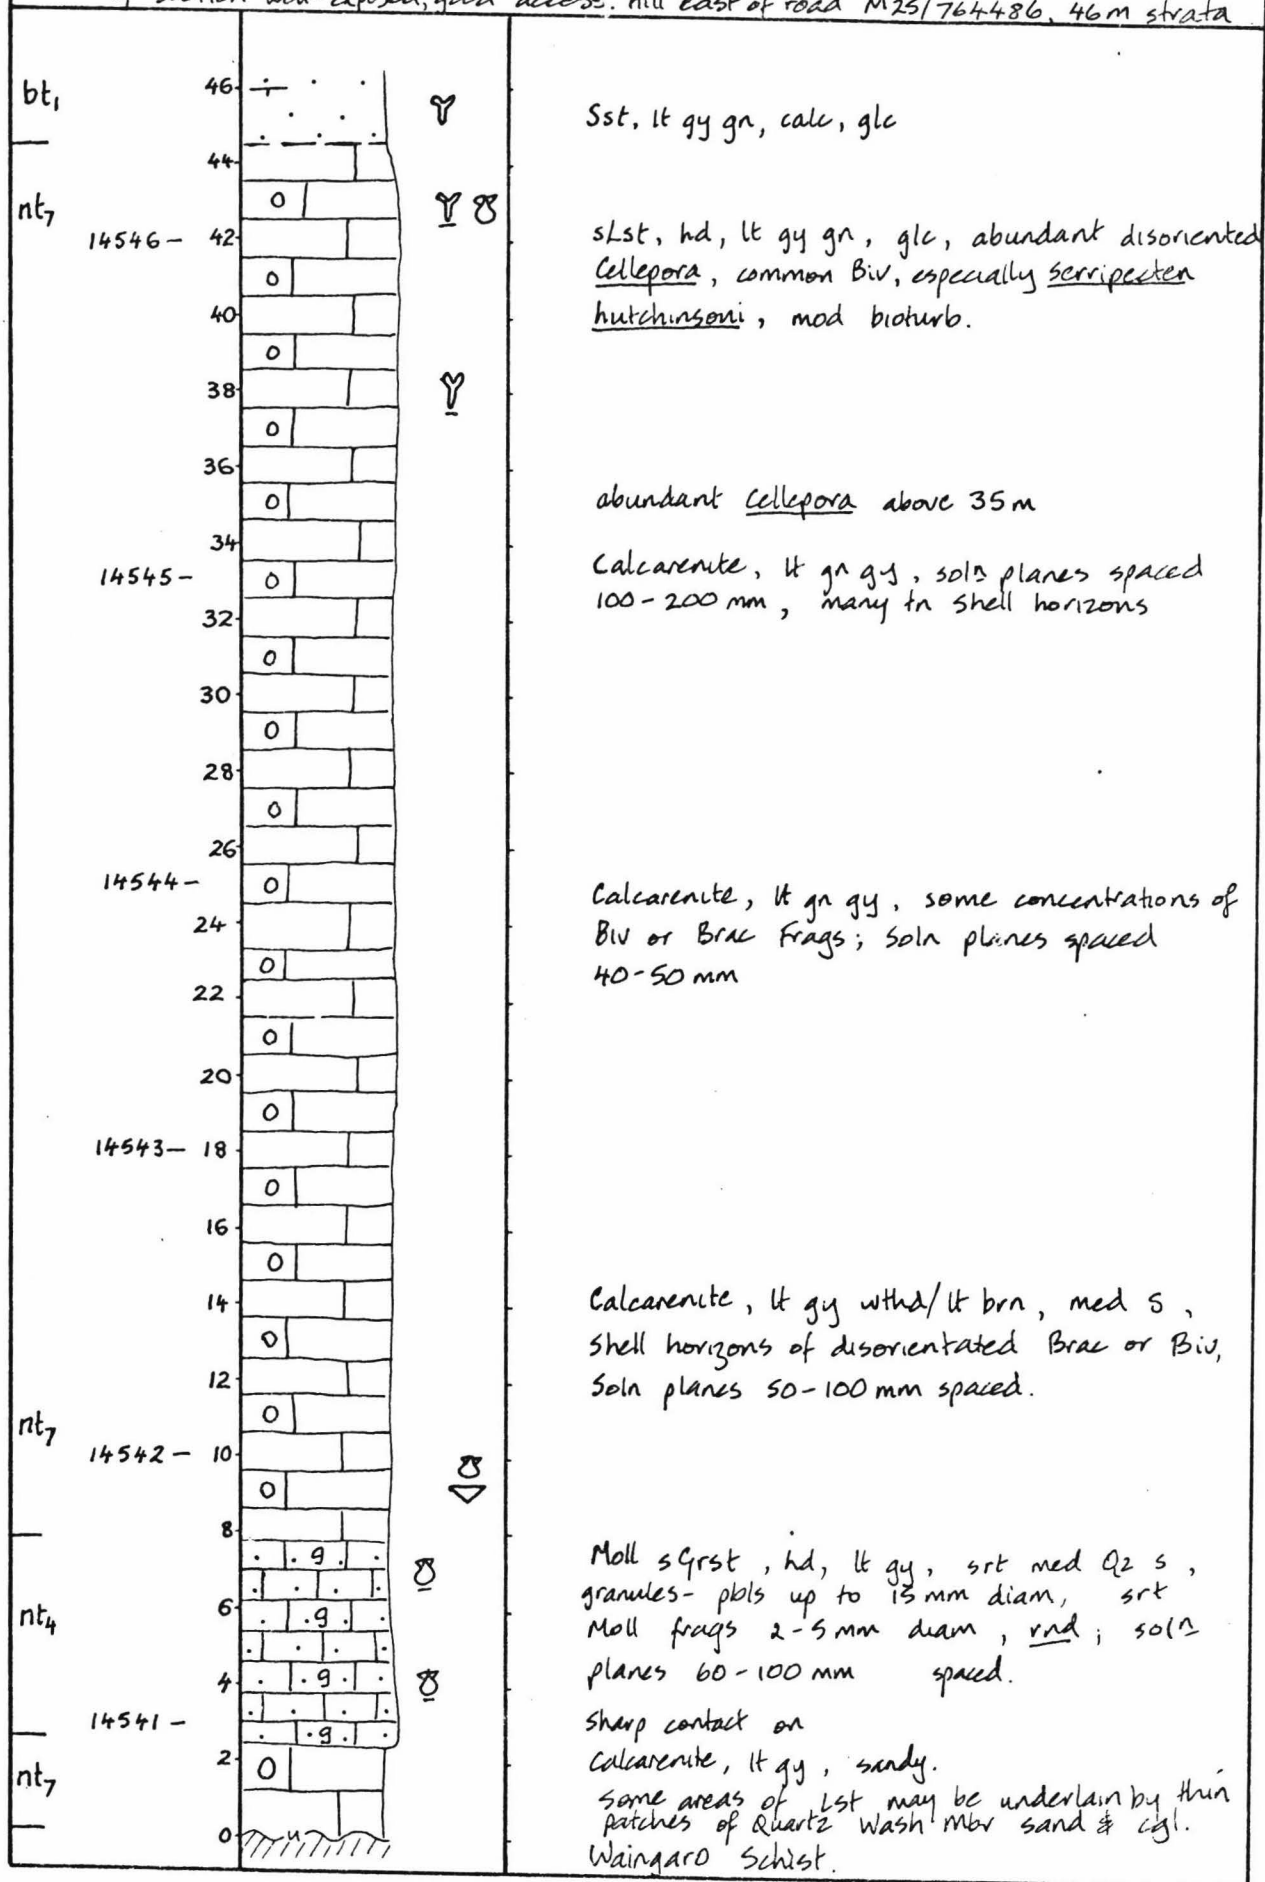 section well exposed, good access. Hill east of road M25/764486, 46m strata
bt₁
46
Sst, lt gy gn, calc, glc
44
nt₇
14546 - 42
sLst, hd, lt gy gn, glc, abundant disoriented
Cellepora, common Biv, especially Serripecten
hutchinsoni, mod bioturb.
40
38
36
abundant Cellepora above 35m
34
14545 -
Calcarenite, lt gn gy, soln planes spaced
100-200 mm, many tn shell horizons
32
30
28
26
14544 -
Calcarenite, lt gn gy, some concentrations of
Biv or Brac Frags; soln planes spaced
40-50 mm
24
22
20
14543 - 18
16
14
Calcarenite, lt gy wthd/lt brn, med s,
shell horizons of disorientated Brac or Biv,
Soln planes 50-100 mm spaced.
12
nt₇
14542 - 10
8
Moll sGrst, hd, lt gy, srt med Qz s,
granules- pbls up to 15 mm diam, srt
Moll frags 2-5 mm diam, rnd; soln
planes 60-100 mm spaced.
g
g
g
g
6
nt₄
4
14541 -
sharp contact on
Calcarenite, lt gy, sandy.
2
nt₇
some areas of Lst may be underlain by thin
patches of Quartz Wash Mbr sand & cgl.
0
u
Waingaro Schist.